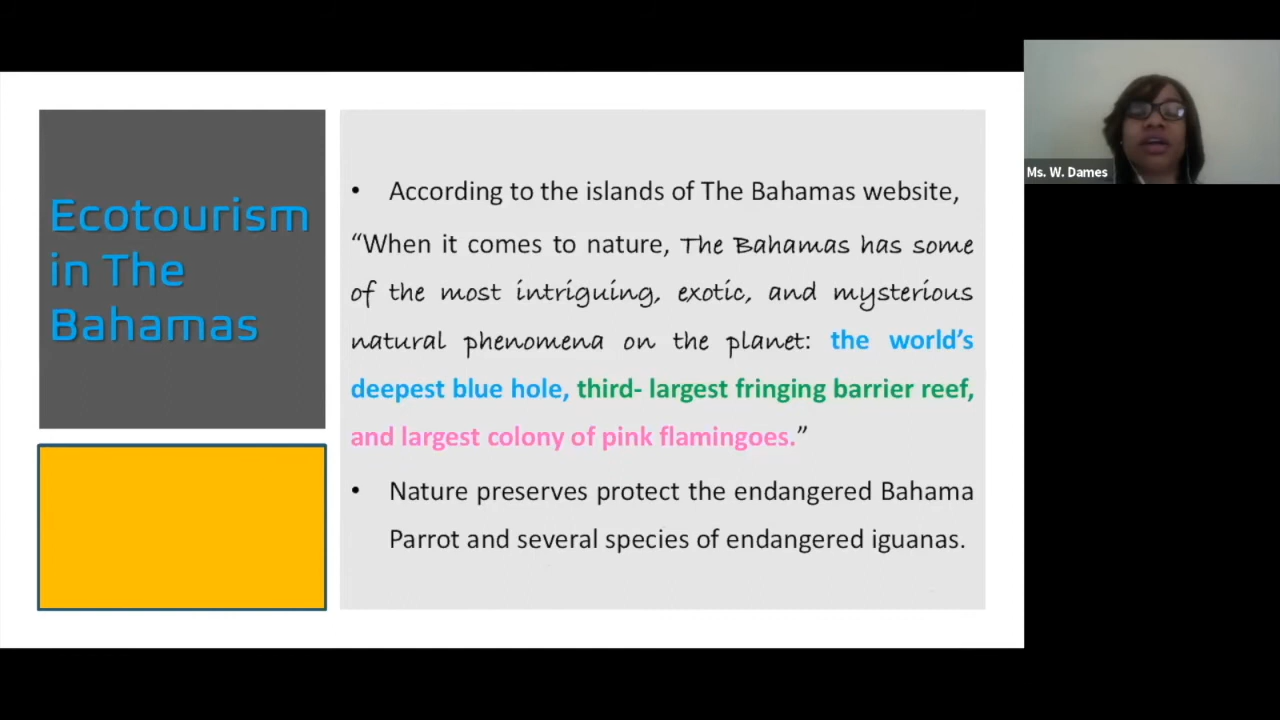 Ecotourism
in The
Bahamas
• According to the islands of The Bahamas website,
“When it comes to nature, The Bahamas has some
of the most intriguing, exotic, and mysterious
natural phenomena on the planet: the world’s
deepest blue hole, third- largest fringing barrier reef,
and largest colony of pink flamingoes.”
• Nature preserves protect the endangered Bahama
Parrot and several species of endangered iguanas.
Ms. W. Dames